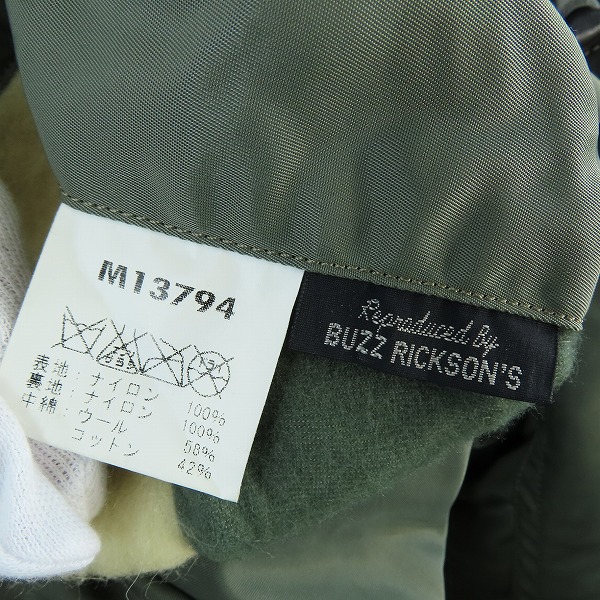 M13794
表地:ナイロン 100%
裏地:ナイロン 100%
中綿:ウール 58%
コットン 42%
Reproduced By
BUZZ RICKSON'S